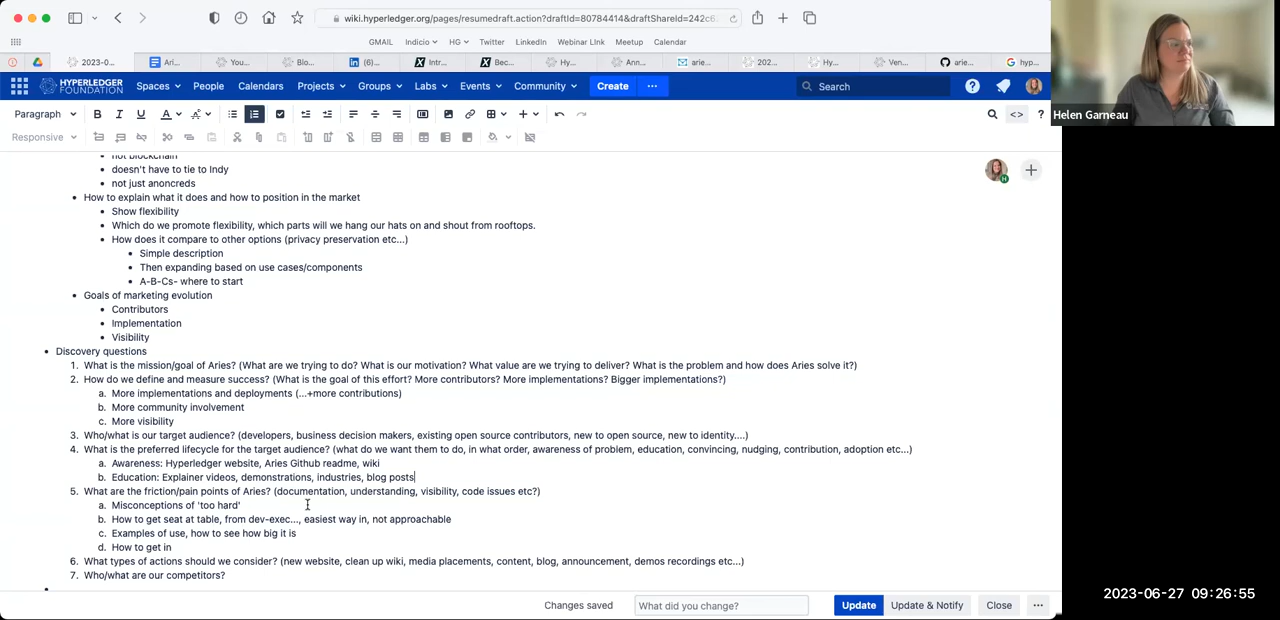 wiki.hyperledger.org/pages/resumedraft.action?draftId=80784414&draftShareId=242c6
GMAIL Indicio HG Twitter LinkedIn Webinar LInk Meetup Calendar
2023-0... Ari... You... Blo... (6)... Intr... Bec... Hy... Ann... arie... 202... Hy... Ven... arie... hyp...
HYPERLEDGER FOUNDATION Spaces People Calendars Projects Groups Labs Events Community Create ... Search
Paragraph B I U A <> ?
Responsive
not blockchain
doesn't have to tie to Indy
not just anoncreds
How to explain what it does and how to position in the market
Show flexibility
Which do we promote flexibility, which parts will we hang our hats on and shout from rooftops.
How does it compare to other options (privacy preservation etc...)
Simple description
Then expanding based on use cases/components
A-B-Cs- where to start
Goals of marketing evolution
Contributors
Implementation
Visibility
Discovery questions
1. What is the mission/goal of Aries? (What are we trying to do? What is our motivation? What value are we trying to deliver? What is the problem and how does Aries solve it?)
2. How do we define and measure success? (What is the goal of this effort? More contributors? More implementations? Bigger implementations?)
a. More implementations and deployments (...+more contributions)
b. More community involvement
c. More visibility
3. Who/what is our target audience? (developers, business decision makers, existing open source contributors, new to open source, new to identity....)
4. What is the preferred lifecycle for the target audience? (what do we want them to do, in what order, awareness of problem, education, convincing, nudging, contribution, adoption etc...)
a. Awareness: Hyperledger website, Aries Github readme, wiki
b. Education: Explainer videos, demonstrations, industries, blog posts
5. What are the friction/pain points of Aries? (documentation, understanding, visibility, code issues etc?)
a. Misconceptions of 'too hard'
b. How to get seat at table, from dev-exec..., easiest way in, not approachable
c. Examples of use, how to see how big it is
d. How to get in
6. What types of actions should we consider? (new website, clean up wiki, media placements, content, blog, announcement, demos recordings etc...)
7. Who/what are our competitors?
Changes saved What did you change? Update Update & Notify Close ...
Helen Garneau
2023-06-27 09:26:55